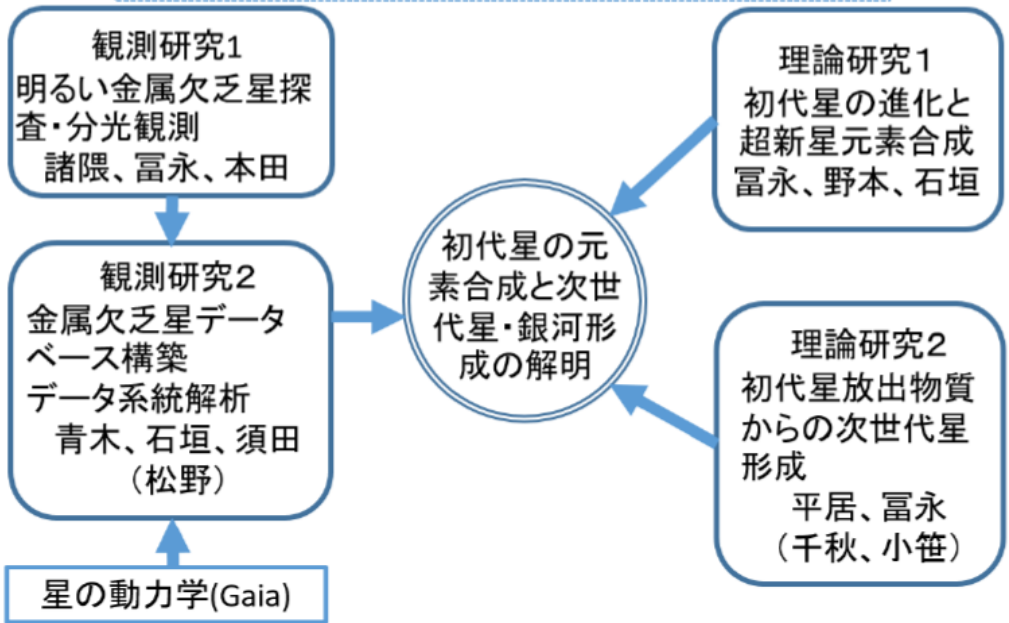 観測研究1
明るい金属欠乏星探
査・分光観測
諸隈、冨永、本田
観測研究２
金属欠乏星データ
ベース構築
データ系統解析
青木、石垣、須田
（松野）
星の動力学(Gaia)
初代星の元
素合成と次世
代星・銀河形
成の解明
理論研究１
初代星の進化と
超新星元素合成
冨永、野本、石垣
理論研究２
初代星放出物質
からの次世代星
形成
平居、冨永
（千秋、小笹）